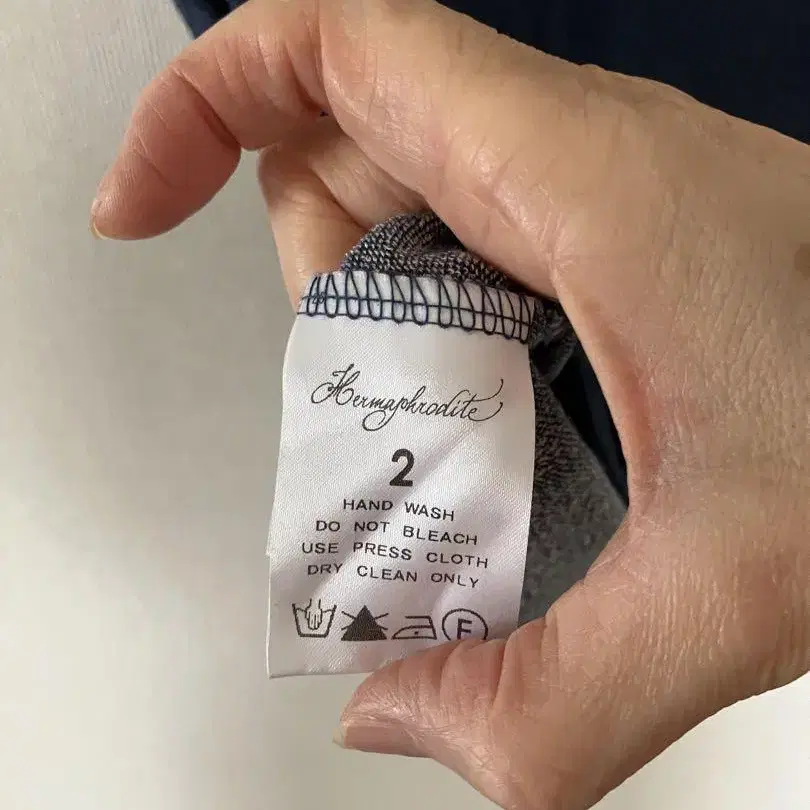 Hermaphrodite
2
HAND WASH
DO NOT BLEACH
USE PRESS CLOTH
DRY CLEAN ONLY
F